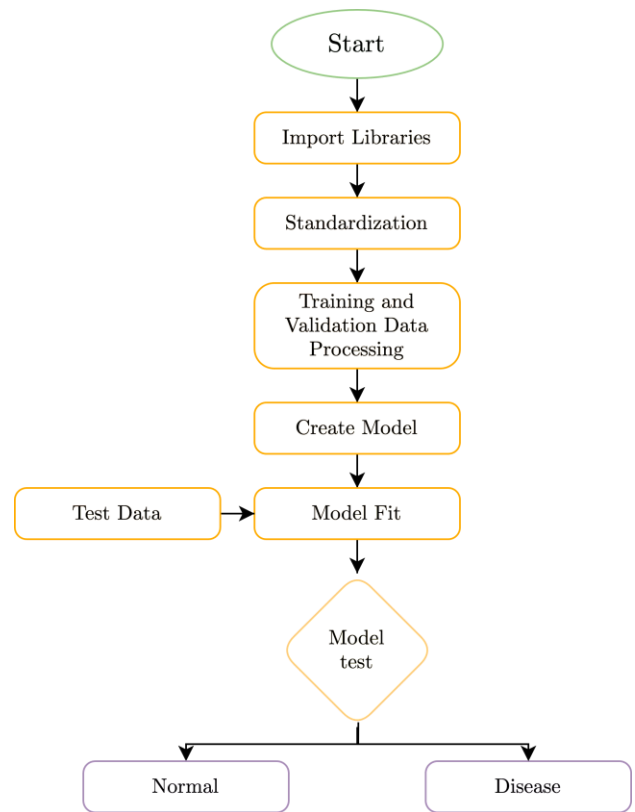 Start
Import Libraries
Standardization
Training and
Validation Data
Processing
Create Model
Test Data
Model Fit
Model
test
Normal
Disease